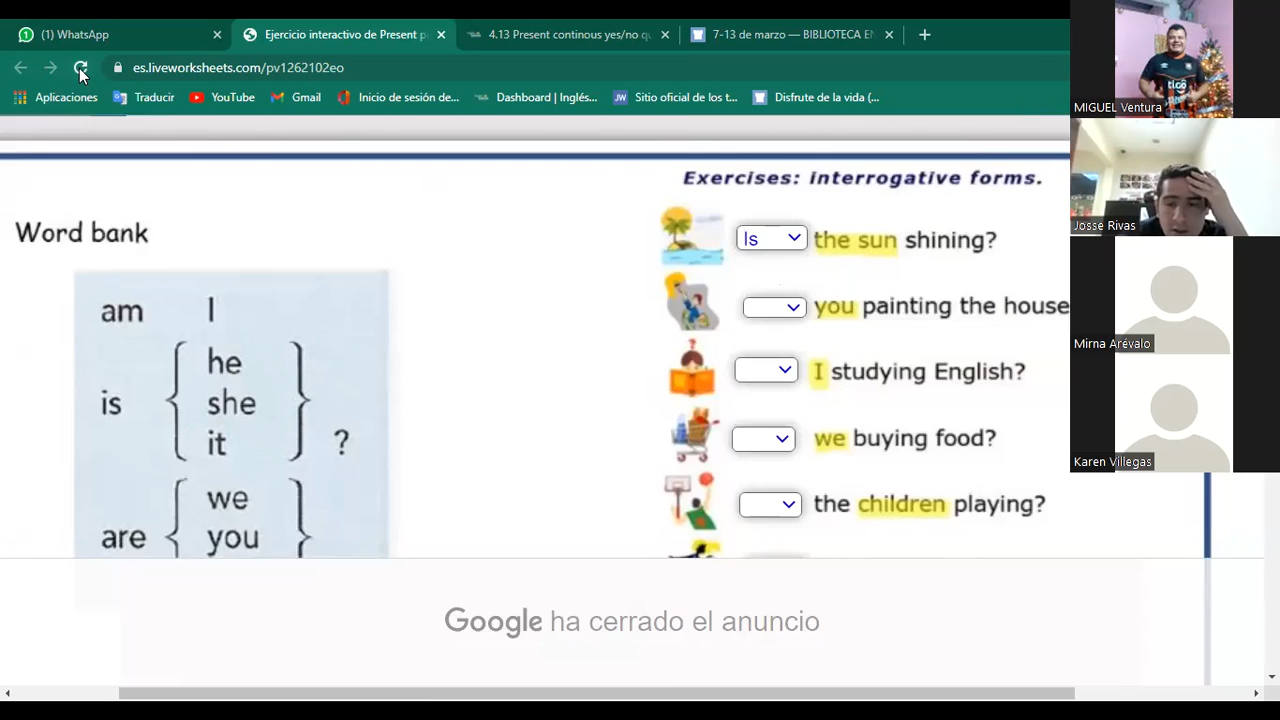 (1) WhatsApp
Ejercicio interactivo de Present p
4.13 Present continous yes/no qu
7-13 de marzo — BIBLIOTECA EN
es.liveworksheets.com/pv1262102eo
Aplicaciones
Traducir
YouTube
Gmail
Inicio de sesión de...
Dashboard | Inglés...
JW Sitio oficial de los t...
Disfrute de la vida (...
Exercises: interrogative forms.
Word bank
am I
is he
she
it
?
are we
you
Is the sun shining?
you painting the house
I studying English?
we buying food?
the children playing?
Google ha cerrado el anuncio
tigo
MIGUEL Ventura
Josse Rivas
Mirna Arévalo
Karen Villegas